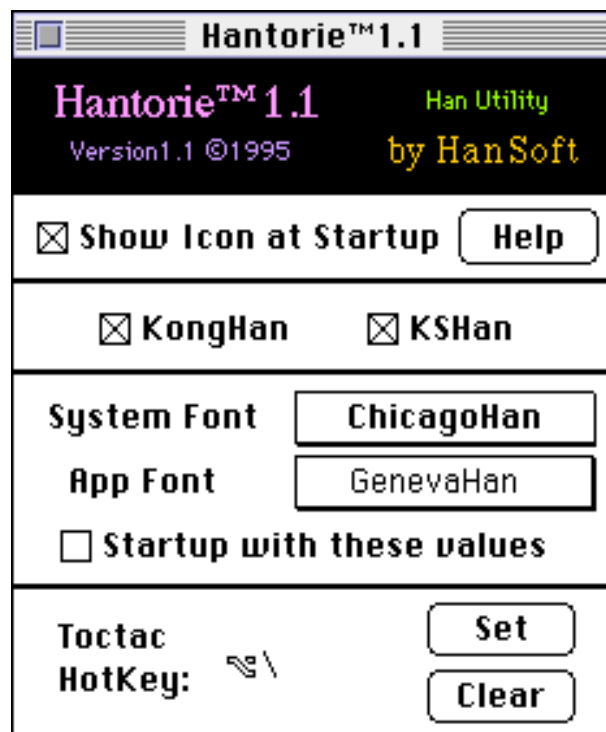 Hantorie™1.1
Hantorie™ 1.1 Han Utility
Version1.1 ©1995 by HanSoft
Show Icon at Startup Help
KongHan KSHan
System Font ChicagoHan
App Font GenevaHan
Startup with these values
Toctac Set
HotKey: ⌥\ Clear